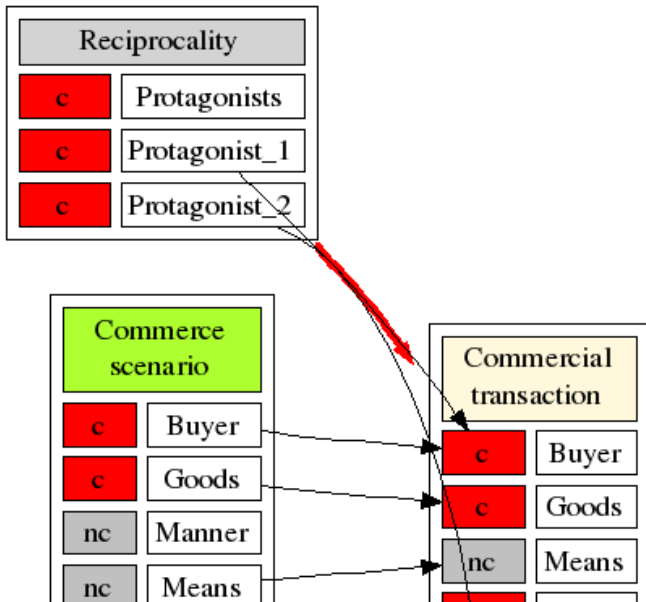 Reciprocality
c Protagonists
c Protagonist_1
c Protagonist_2
Commerce
scenario
c Buyer
c Goods
nc Manner
nc Means
Commercial
transaction
c Buyer
c Goods
nc Means